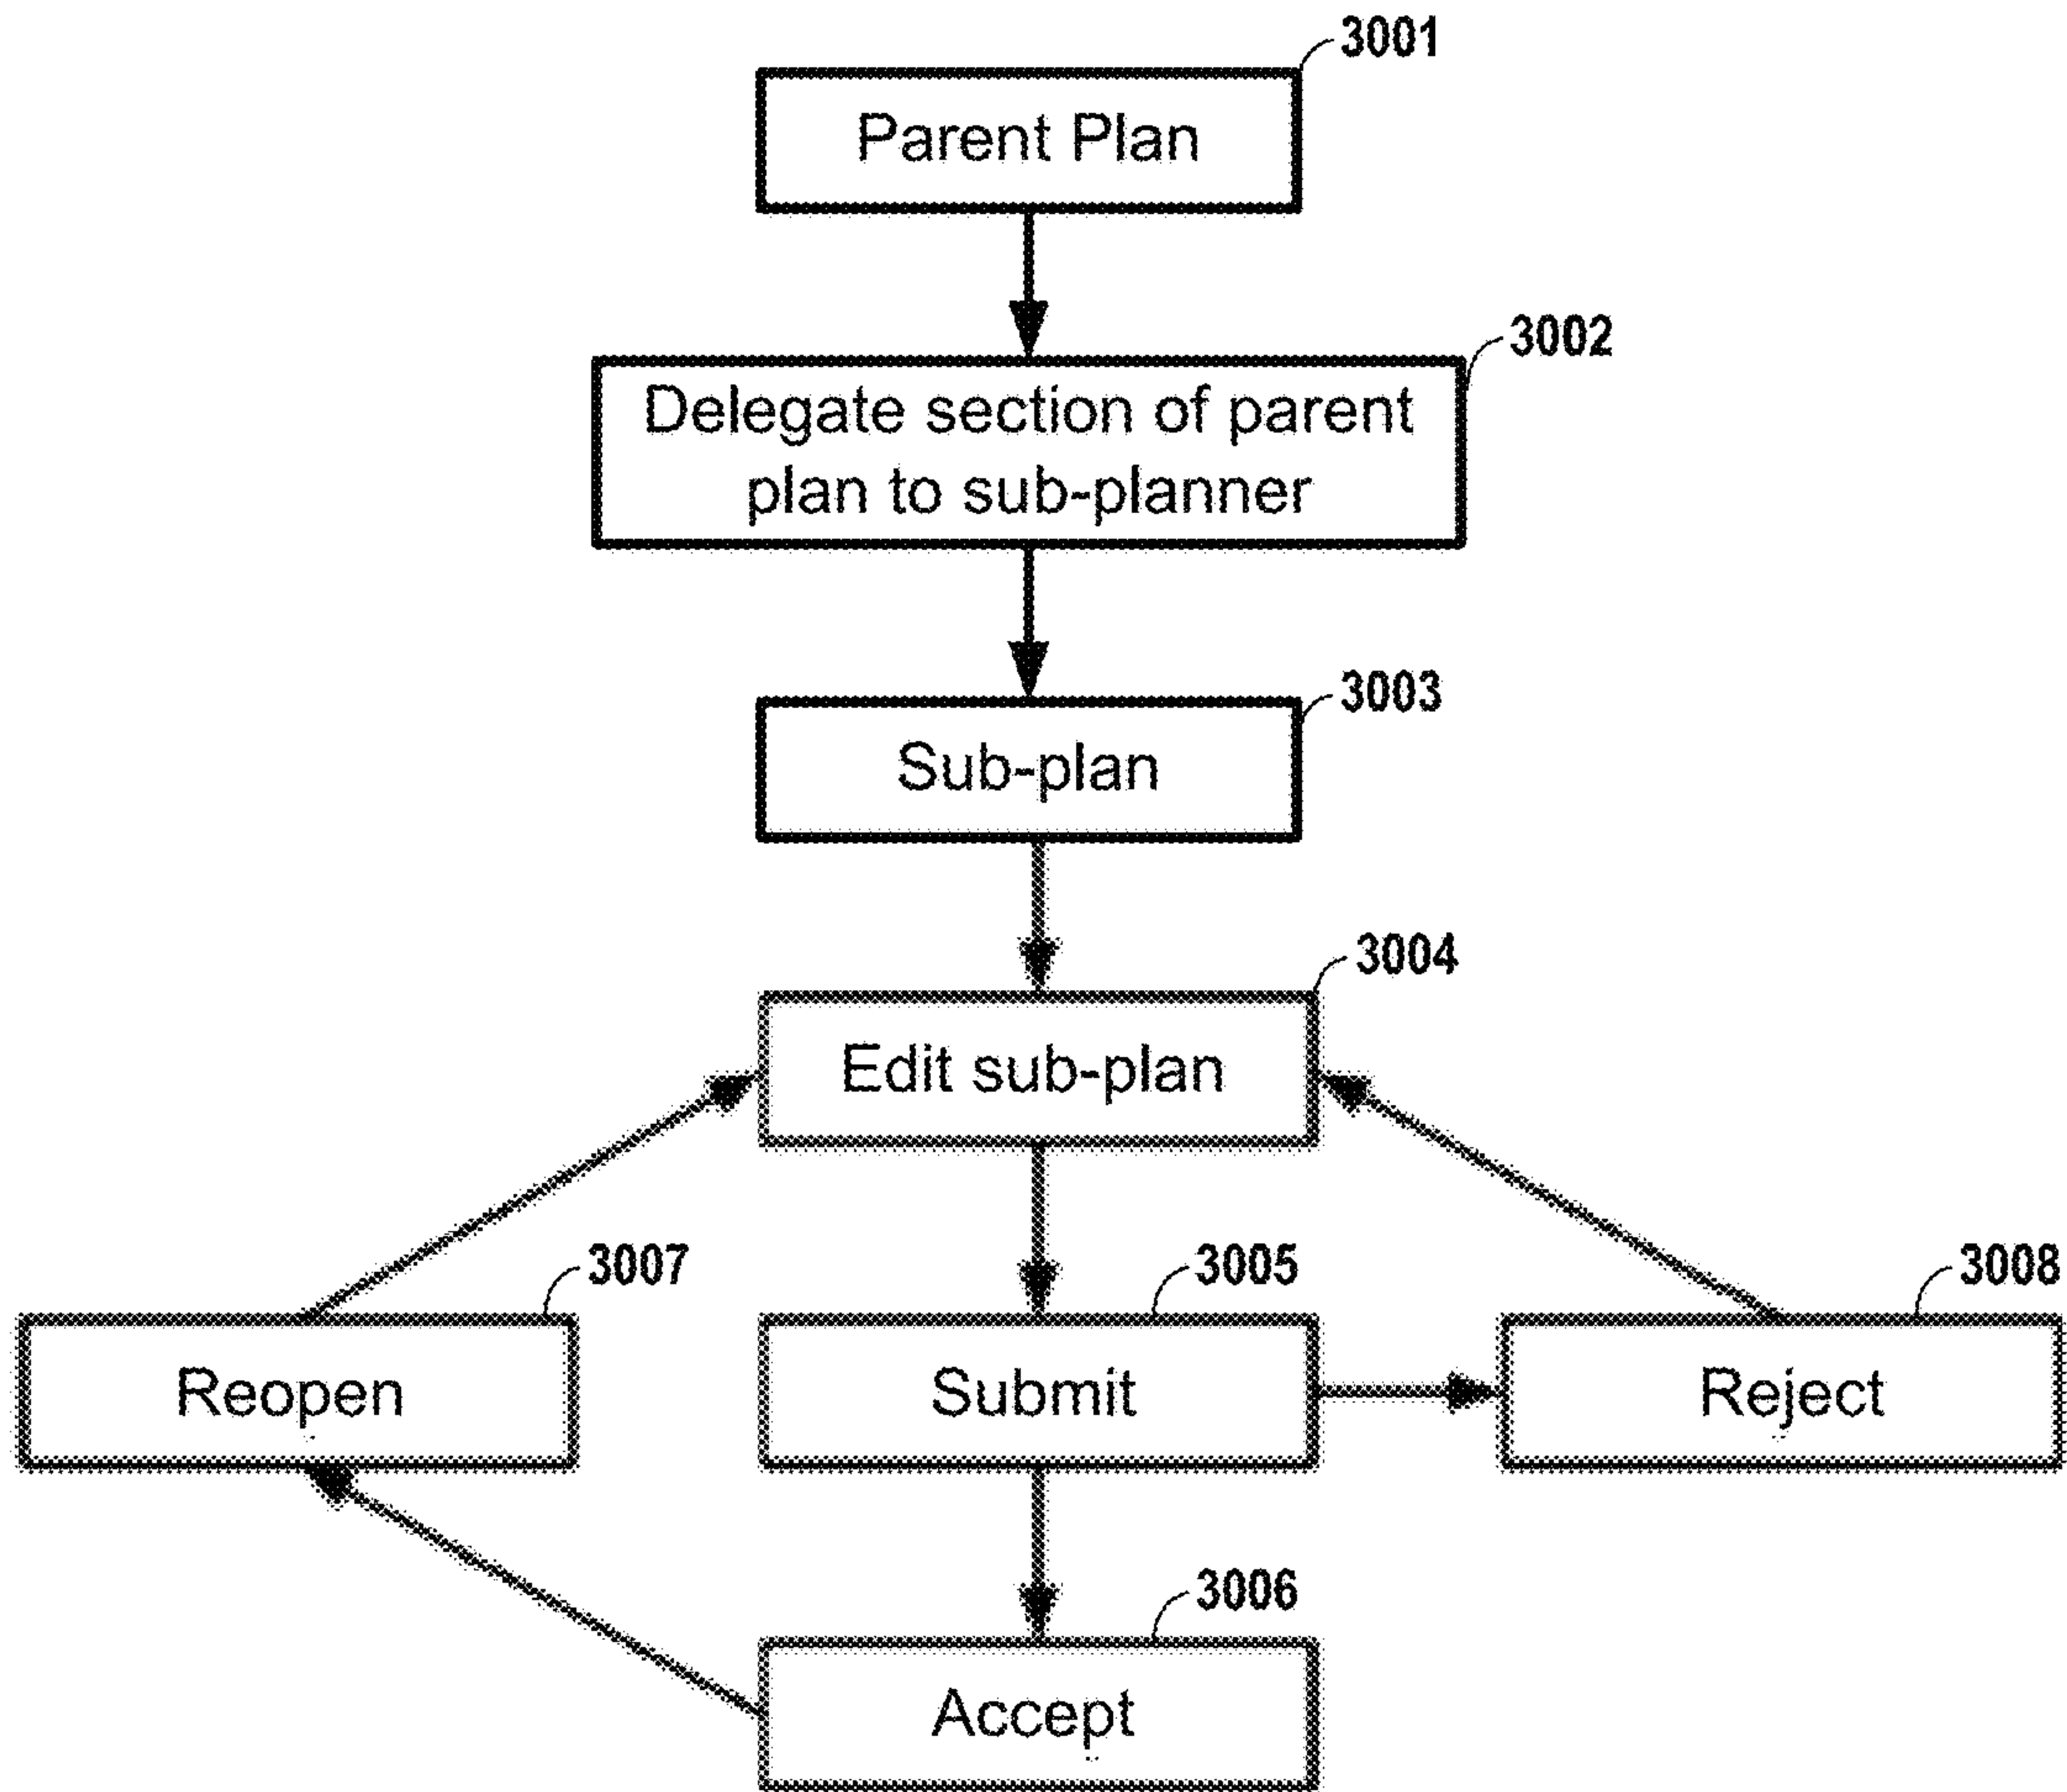 3001
Parent Plan
3002
Delegate section of parent
plan to sub-planner
3003
Sub-plan
3004
Edit sub-plan
3007
3005
3008
Reopen
Submit
Reject
3006
Accept